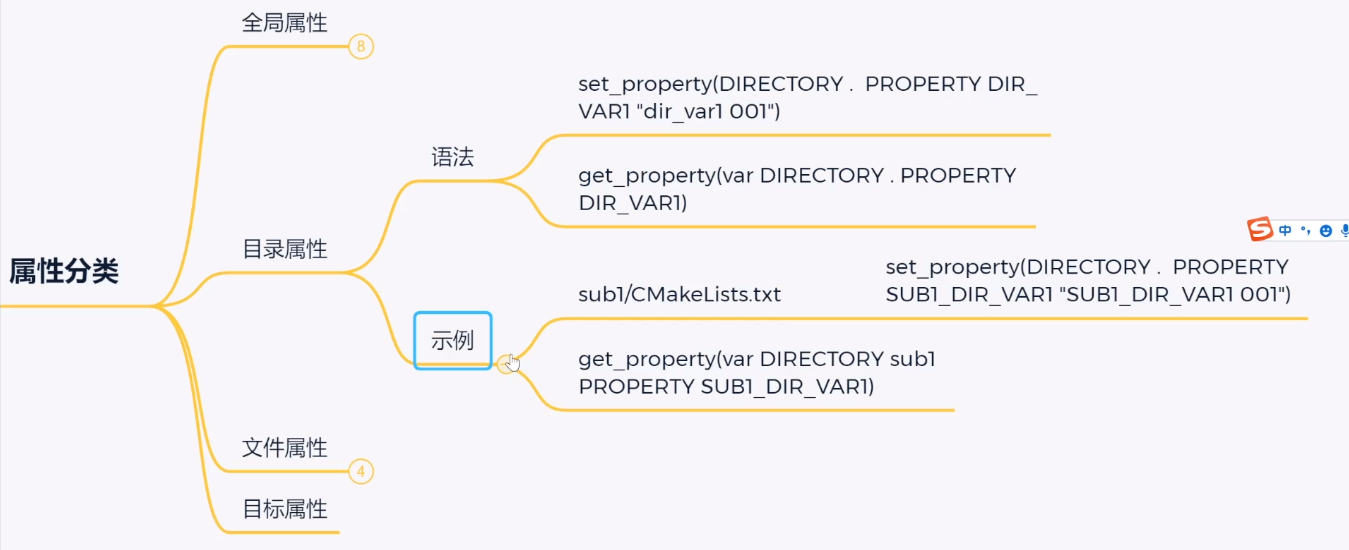 全局属性
8
set_property(DIRECTORY .  PROPERTY DIR_
VAR1 "dir_var1 001")
语法
get_property(var DIRECTORY . PROPERTY
DIR_VAR1)
目录属性
属性分类
set_property(DIRECTORY .  PROPERTY
sub1/CMakeLists.txt
SUB1_DIR_VAR1 "SUB1_DIR_VAR1 001")
示例
get_property(var DIRECTORY sub1
PROPERTY SUB1_DIR_VAR1)
文件属性
4
目标属性
S 中 °,